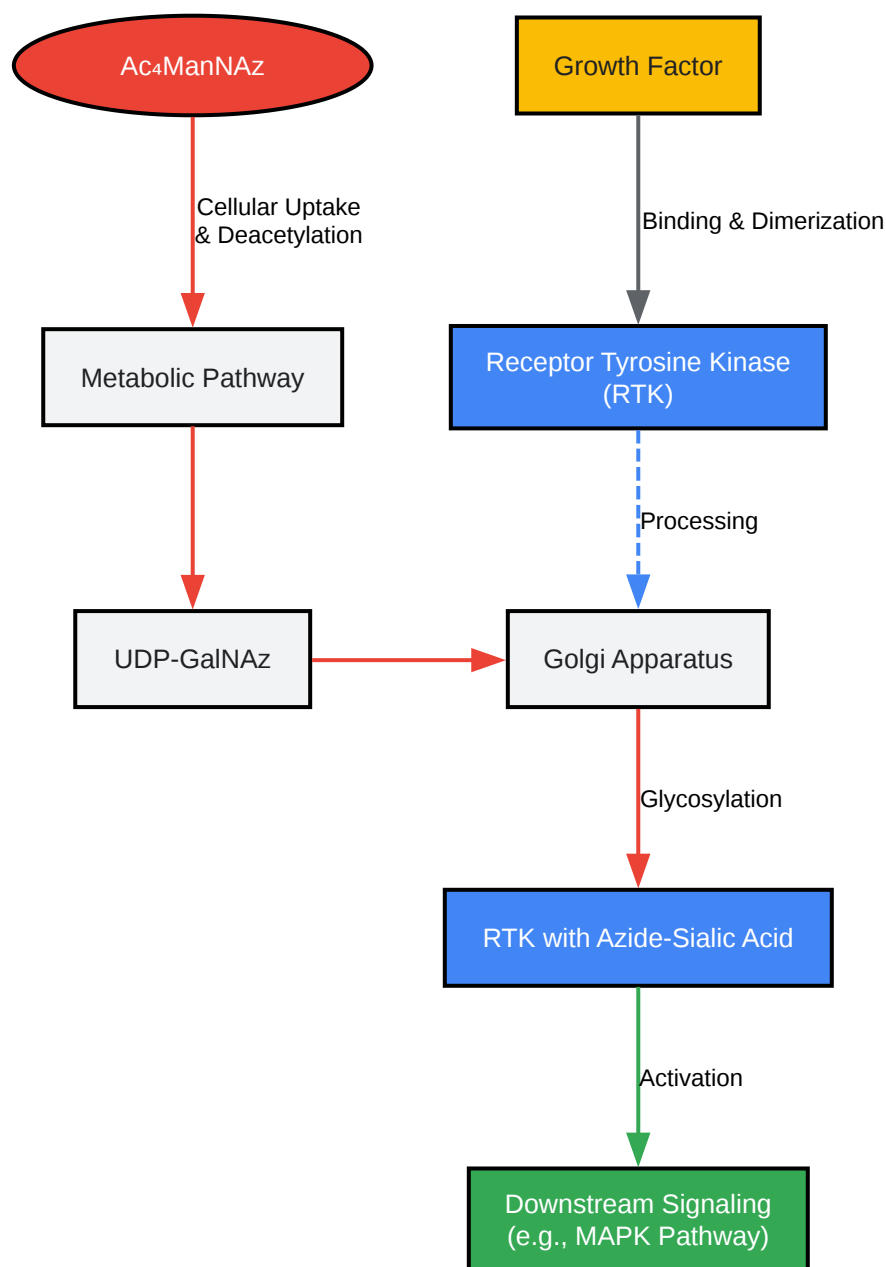 Ac₄ManNAz
Growth Factor
Cellular Uptake
& Deacetylation
Binding & Dimerization
Metabolic Pathway
Receptor Tyrosine Kinase
(RTK)
Processing
UDP-GalNAz
Golgi Apparatus
Glycosylation
RTK with Azide-Sialic Acid
Activation
Downstream Signaling
(e.g., MAPK Pathway)